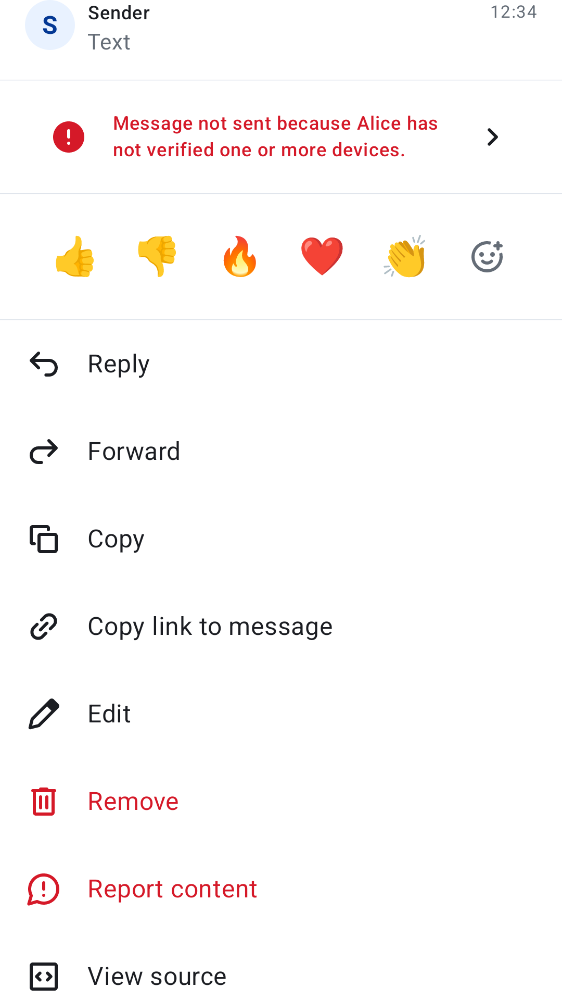 S
Sender
12:34
Text
Message not sent because Alice has
not verified one or more devices.
Reply
Forward
Copy
Copy link to message
Edit
Remove
Report content
View source